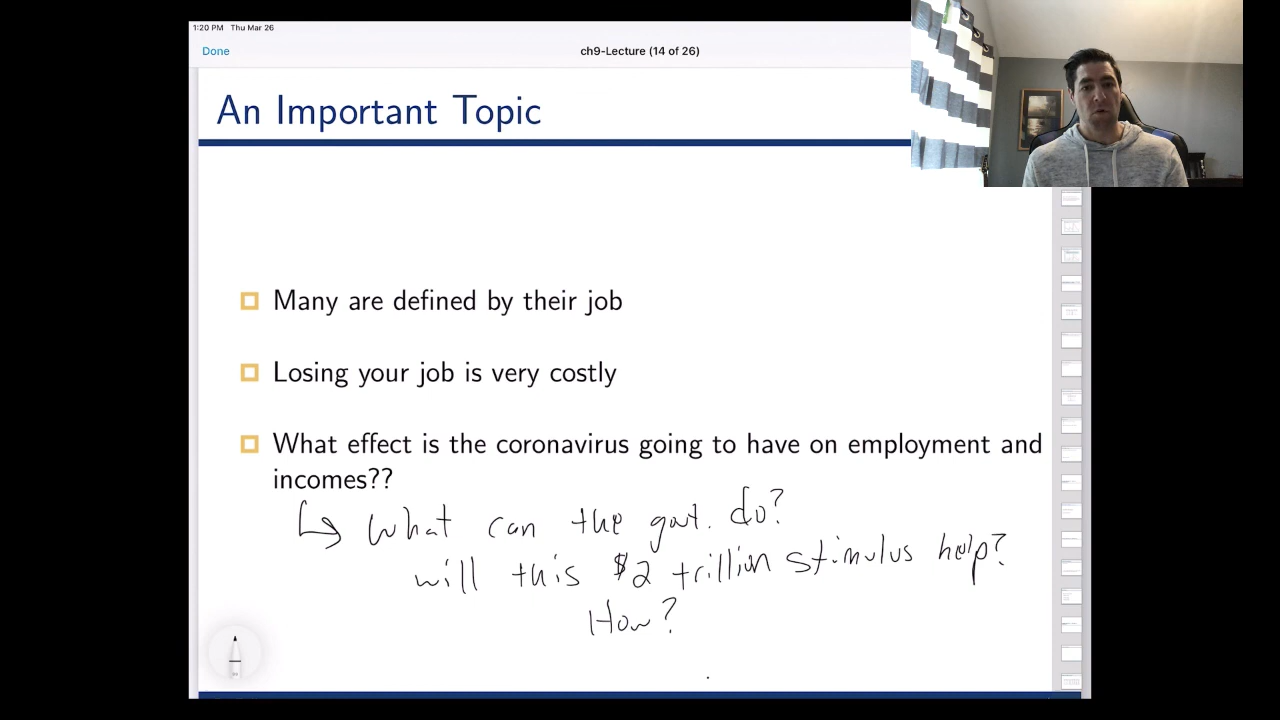 1:20 PM Thu Mar 26
Done
ch9-Lecture (14 of 26)
An Important Topic
Many are defined by their job
Losing your job is very costly
What effect is the coronavirus going to have on employment and
incomes??
↳ What can the govt. do?
will this $2 trillion stimulus help?
How?